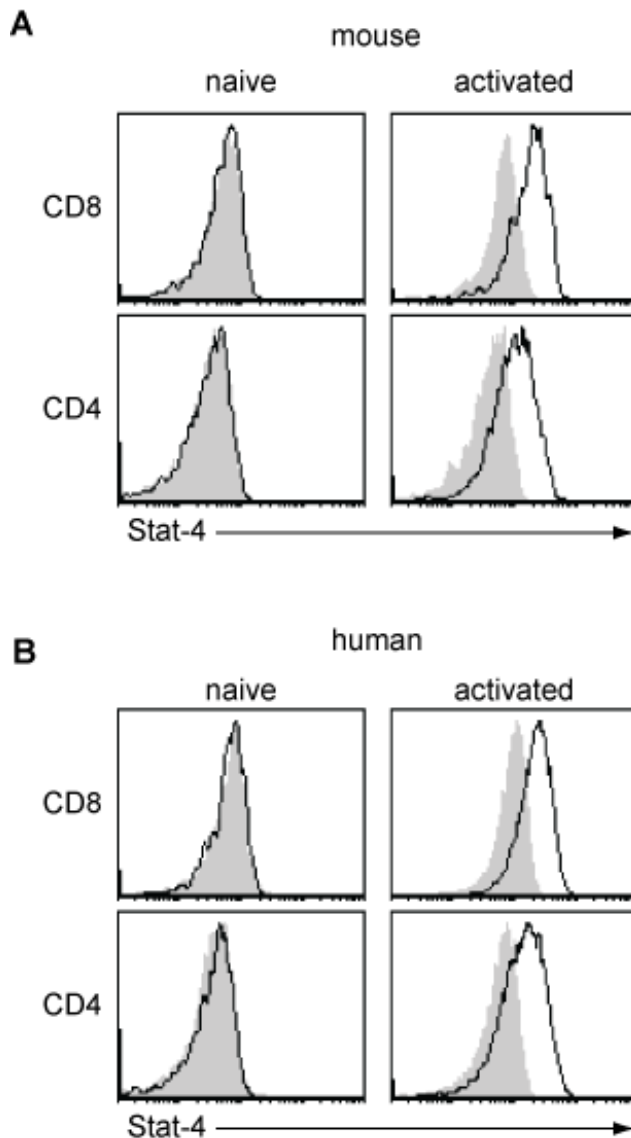 A
mouse
naive activated
CD8
CD4
Stat-4
B
human
naive activated
CD8
CD4
Stat-4